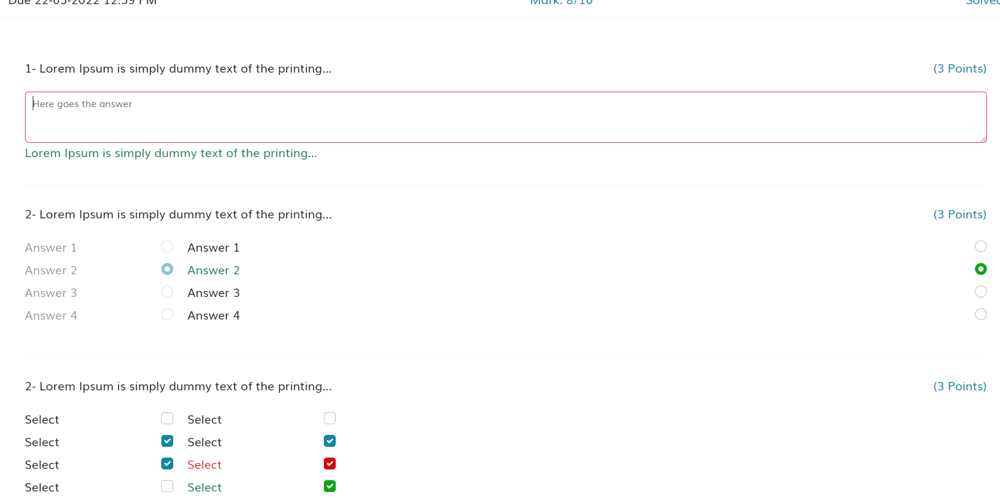 Due 22-05-2022 12:59 PM Mark: 8/10 Solved
1- Lorem Ipsum is simply dummy text of the printing... (3 Points)
Here goes the answer
Lorem Ipsum is simply dummy text of the printing...
2- Lorem Ipsum is simply dummy text of the printing... (3 Points)
Answer 1 Answer 1
Answer 2 Answer 2
Answer 3 Answer 3
Answer 4 Answer 4
2- Lorem Ipsum is simply dummy text of the printing... (3 Points)
Select Select
Select Select
Select Select
Select Select